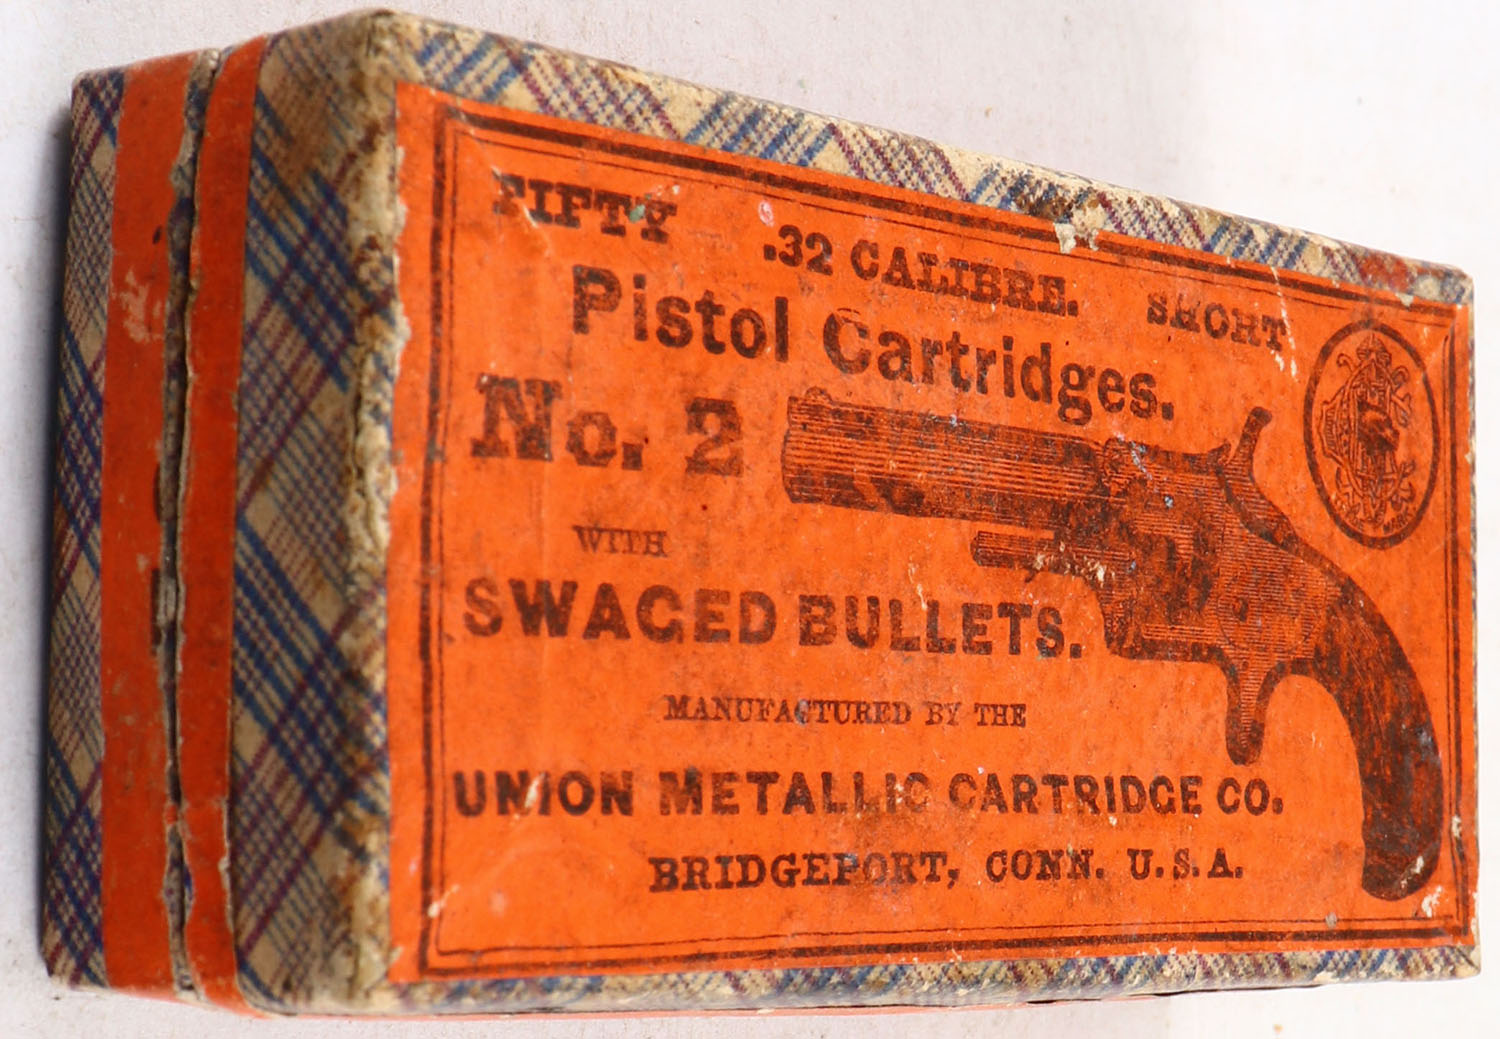 FIFTY .32 CALIBRE. SHORT
Pistol Cartridges.
No. 2
WITH
SWAGED BULLETS.
MANUFACTURED BY THE
UNION METALLIC CARTRIDGE CO.
BRIDGEPORT, CONN. U.S.A.